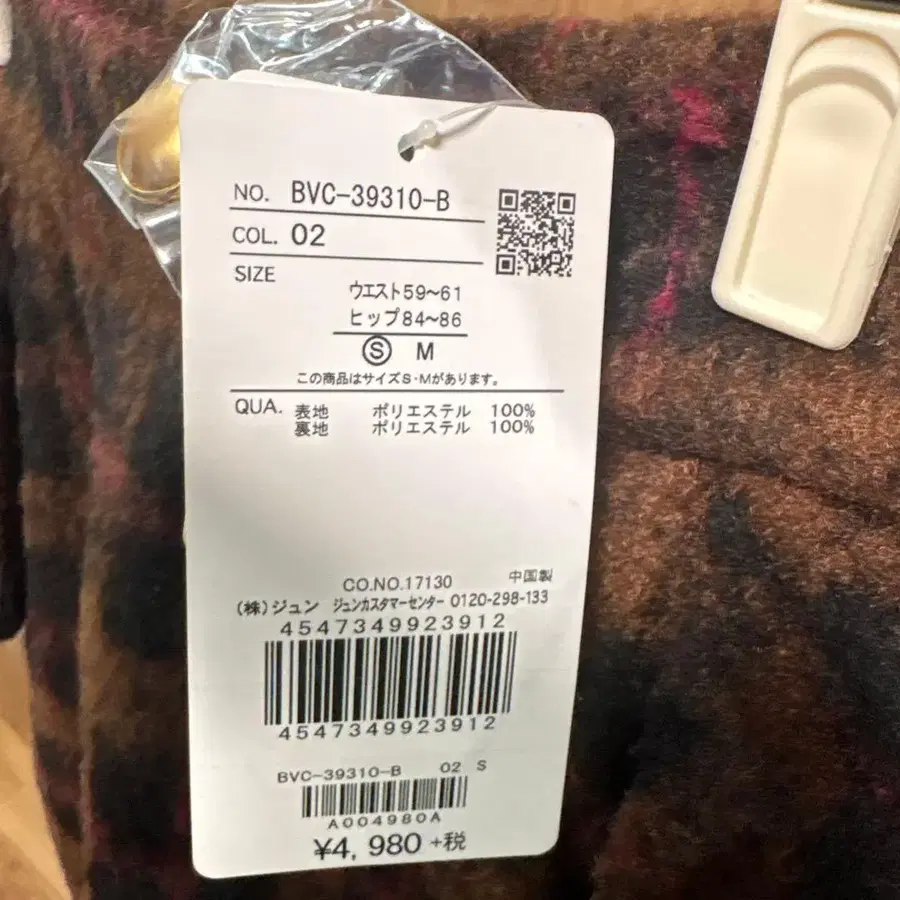 NO. BVC-39310-B
COL. 02
SIZE
ウエスト59〜61
ヒップ84〜86
Ⓢ M
この商品はサイズS・Mがあります。
QUA. 表地 ポリエステル 100%
裏地 ポリエステル 100%
CO.NO.17130 中国製
(株)ジュン ジュンカスタマーセンター 0120-298-133
4547349923912
4547349923912
BVC-39310-B 02 S
A004980A
¥4,980 +税